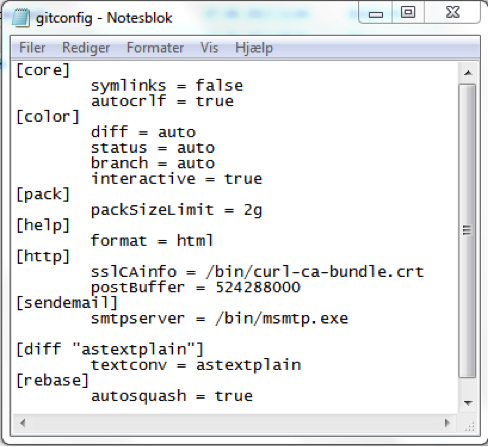 gitconfig - Notesblok
Filer Rediger Formater Vis Hjælp
[core]
        symlinks = false
        autocrlf = true
[color]
        diff = auto
        status = auto
        branch = auto
        interactive = true
[pack]
        packSizeLimit = 2g
[help]
        format = html
[http]
        sslCAinfo = /bin/curl-ca-bundle.crt
        postBuffer = 524288000
[sendemail]
        smtpserver = /bin/msmtp.exe

[diff "astextplain"]
        textconv = astextplain
[rebase]
        autosquash = true